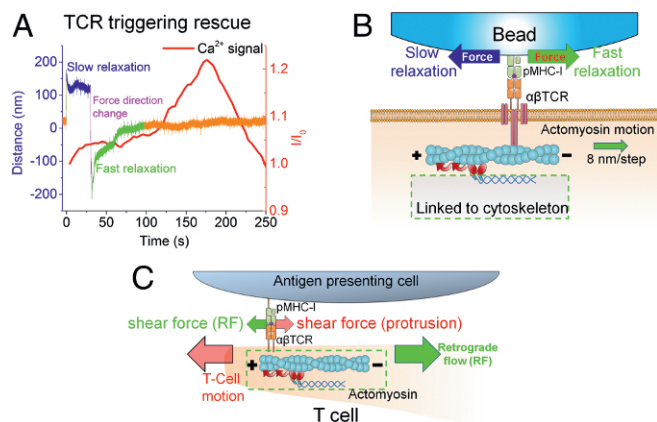 A
TCR triggering rescue
Ca2+ signal
Slow relaxation
Force direction
change
Fast relaxation
Distance (nm)
200
100
0
-100
-200
I/I0
1.2
1.1
1.0
0.9
0 50 100 150 200 250
Time (s)
B
Bead
Slow
relaxation
Force
Force
Fast
relaxation
pMHC-I
αβTCR
Actomyosin motion
+
−
8 nm/step
Linked to cytoskeleton
C
Antigen presenting cell
pMHC-I
shear force (RF)
shear force (protrusion)
αβTCR
+
−
Retrograde
flow (RF)
T-Cell
motion
Actomyosin
T cell